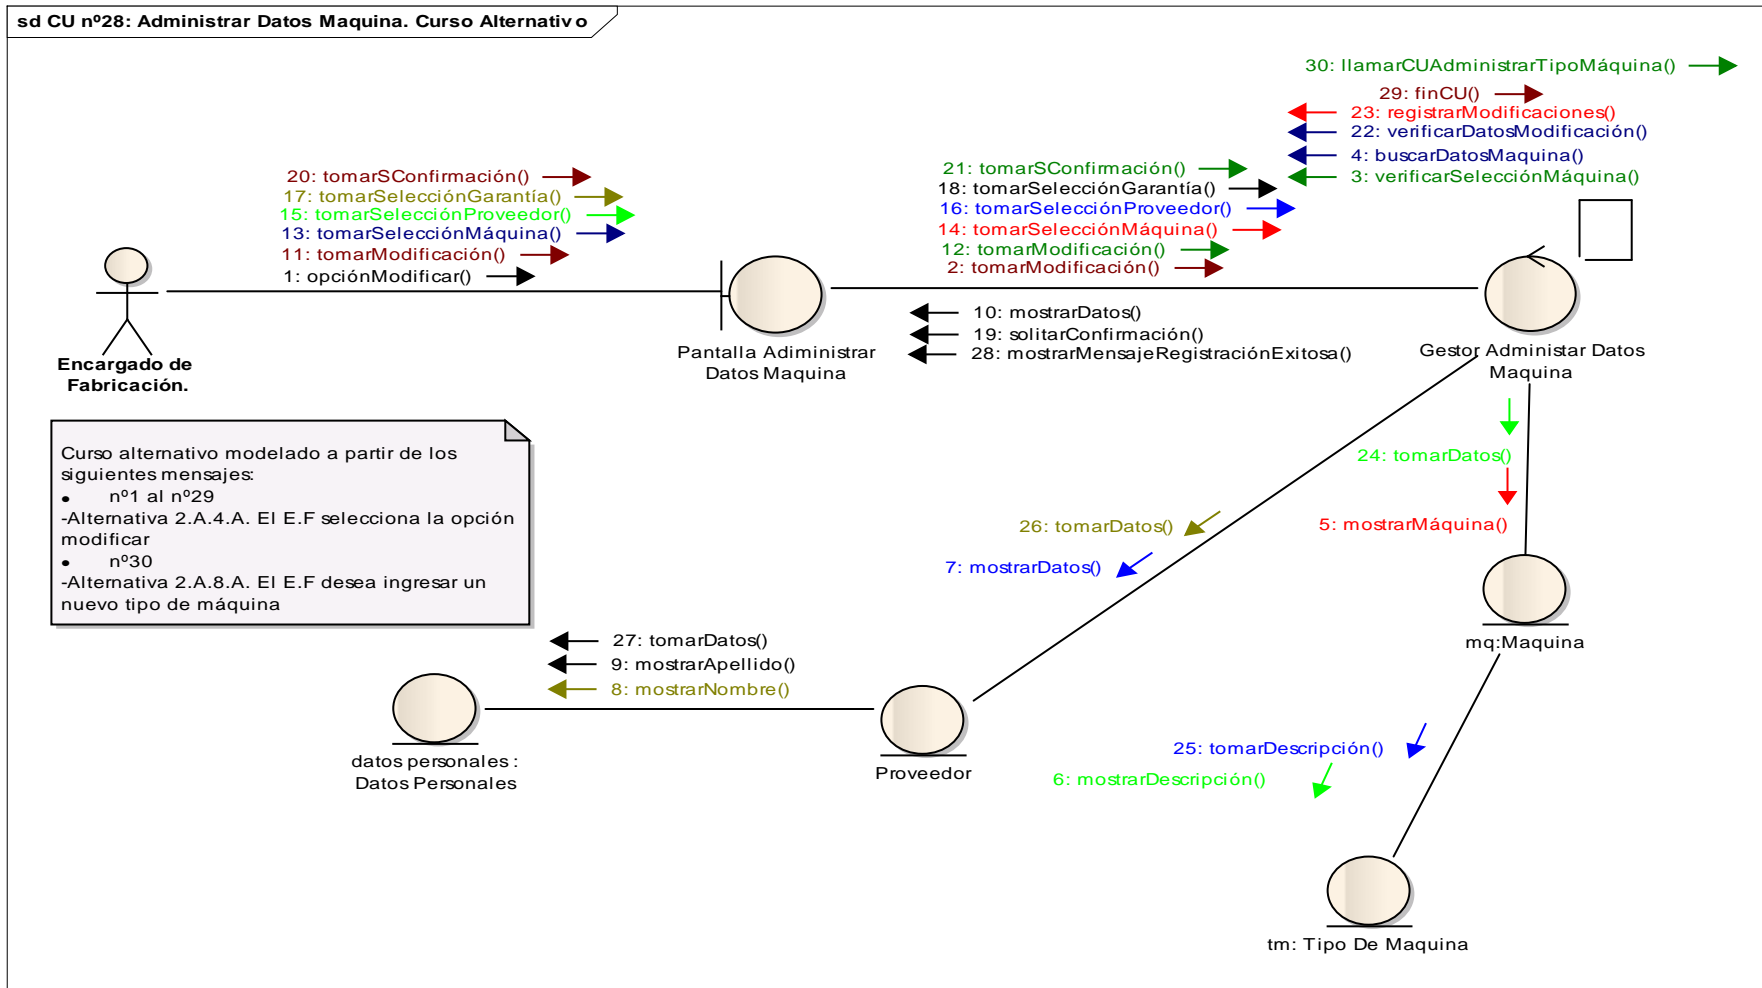 sd CU nº28: Administrar Datos Maquina. Curso Alternativo
30: llamarCUAdministrarTipoMáquina()
29: finCU()
23: registrarModificaciones()
22: verificarDatosModificación()
4: buscarDatosMaquina()
3: verificarSelecciónMáquina()
20: tomarSConfirmación()
17: tomarSelecciónGarantía()
15: tomarSelecciónProveedor()
13: tomarSelecciónMáquina()
11: tomarModificación()
1: opciónModificar()
21: tomarSConfirmación()
18: tomarSelecciónGarantía()
16: tomarSelecciónProveedor()
14: tomarSelecciónMáquina()
12: tomarModificación()
2: tomarModificación()
10: mostrarDatos()
19: solitarConfirmación()
28: mostrarMensajeRegistraciónExitosa()
Encargado de
Fabricación.
Pantalla Adiministrar
Datos Maquina
Gestor Administar Datos
Maquina
Curso alternativo modelado a partir de los
siguientes mensajes:
• nº1 al nº29
-Alternativa 2.A.4.A. El E.F selecciona la opción
modificar
• nº30
-Alternativa 2.A.8.A. El E.F desea ingresar un
nuevo tipo de máquina
24: tomarDatos()
5: mostrarMáquina()
26: tomarDatos()
7: mostrarDatos()
27: tomarDatos()
9: mostrarApellido()
8: mostrarNombre()
mq:Maquina
datos personales :
Datos Personales
Proveedor
25: tomarDescripción()
6: mostrarDescripción()
tm: Tipo De Maquina